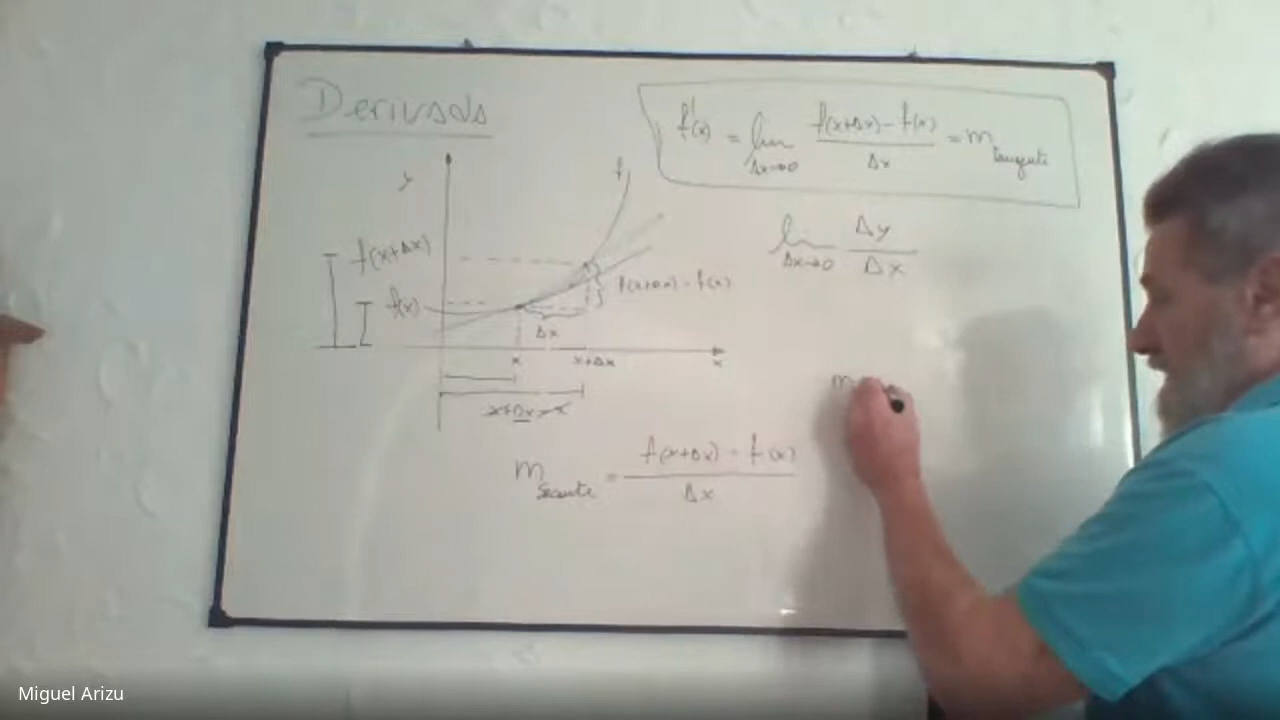 Derivada
f'(x) = lim Δx→0 f(x+Δx) - f(x) / Δx = m tangente
y
f
lim Δx→0 Δy / Δx
f(x+Δx)
f(x+Δx) - f(x)
f(x)
Δx
x
x+Δx
x
x+Δx-x
m
m secante = f(x+Δx) - f(x) / Δx
Miguel Arizu